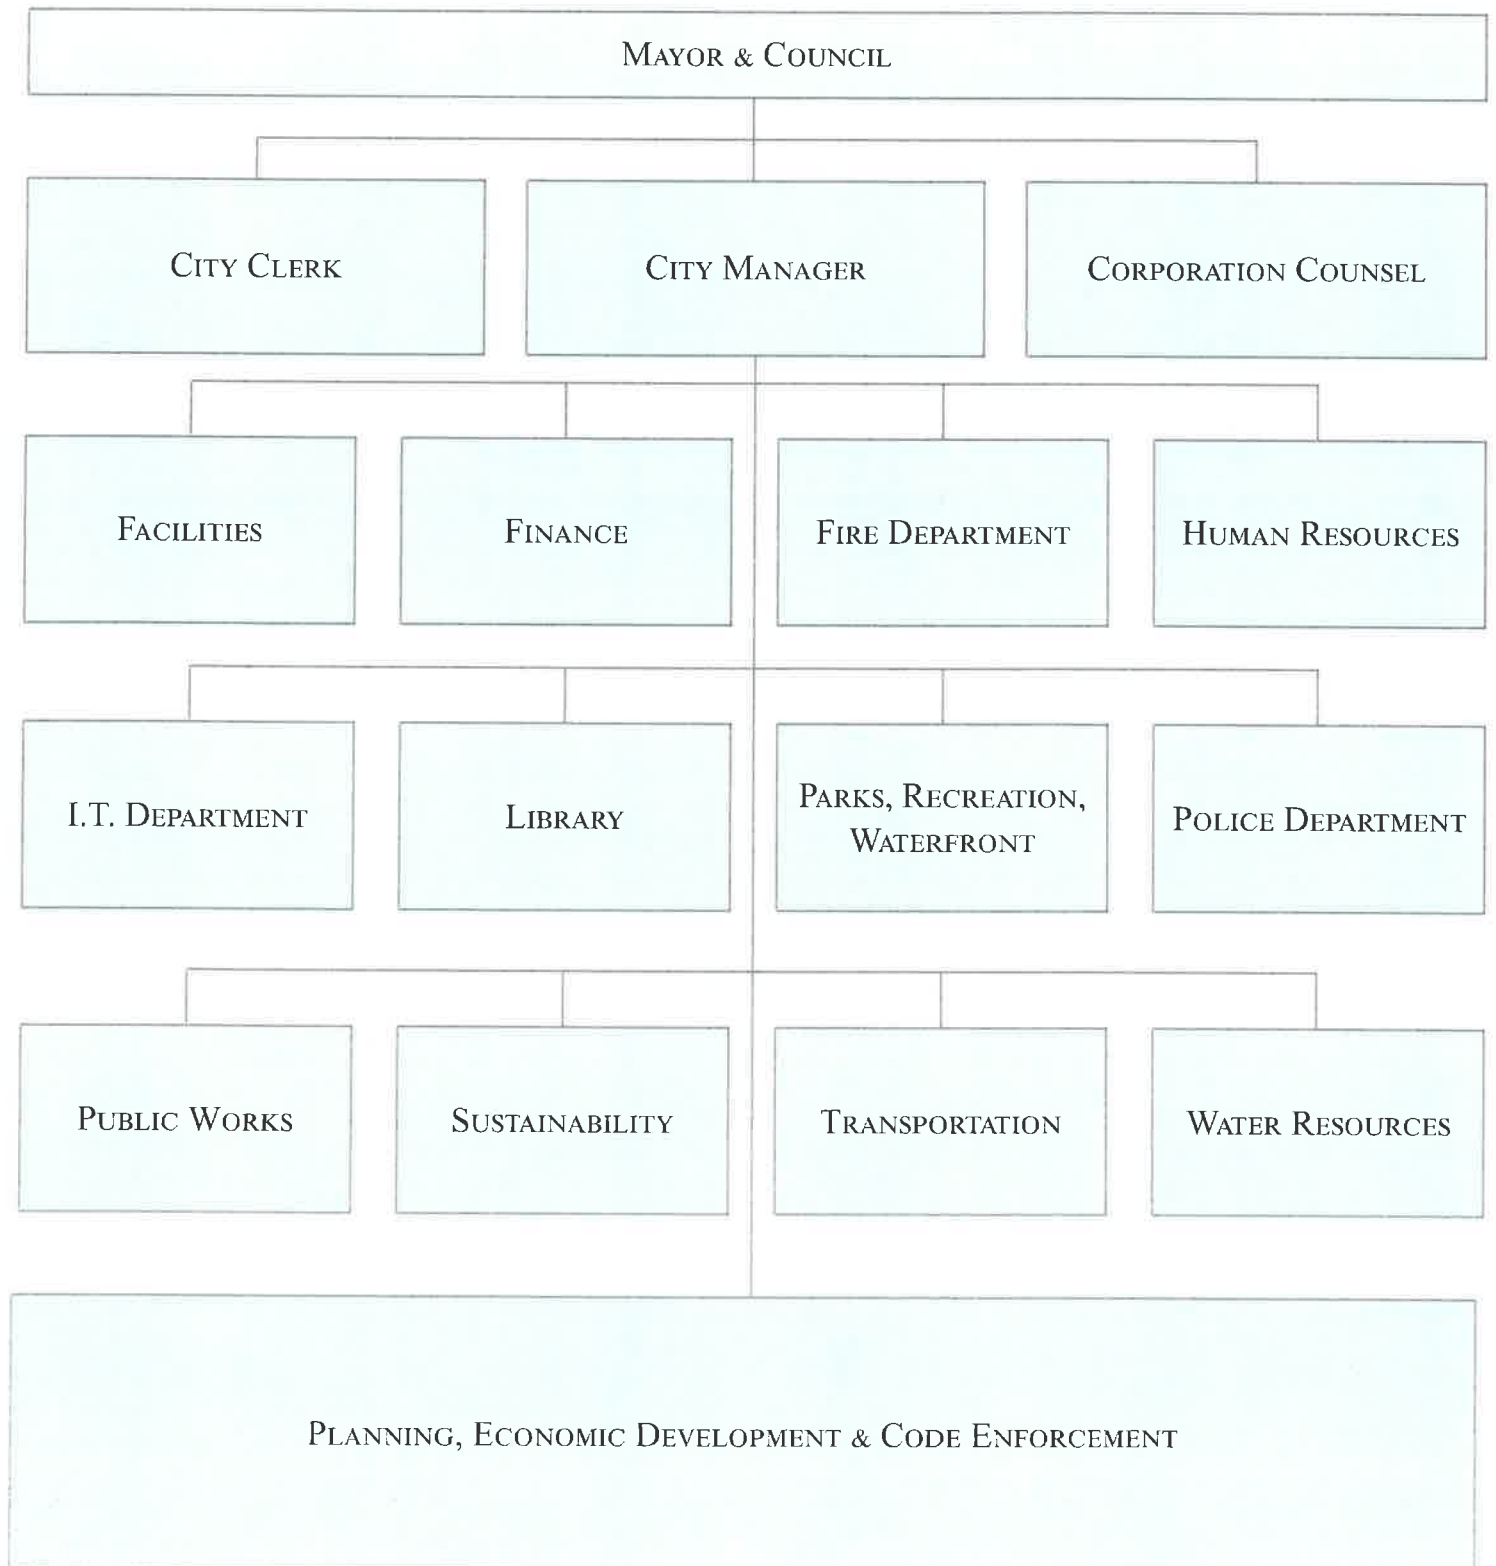 MAYOR & COUNCIL
CITY CLERK
CITY MANAGER
CORPORATION COUNSEL
FACILITIES
FINANCE
FIRE DEPARTMENT
HUMAN RESOURCES
I.T. DEPARTMENT
LIBRARY
PARKS, RECREATION,
WATERFRONT
POLICE DEPARTMENT
PUBLIC WORKS
SUSTAINABILITY
TRANSPORTATION
WATER RESOURCES
PLANNING, ECONOMIC DEVELOPMENT & CODE ENFORCEMENT